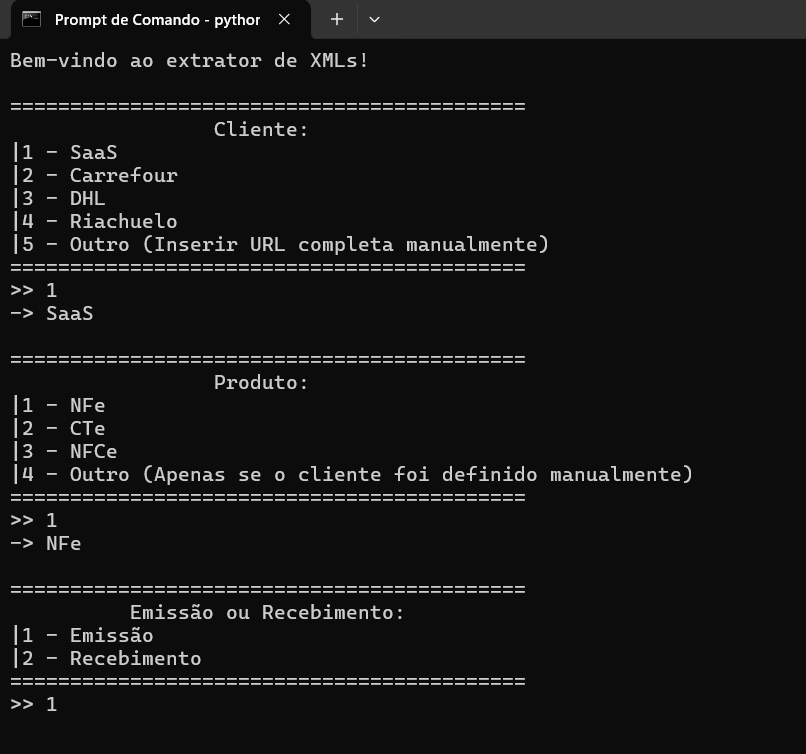 Prompt de Comando - python
Bem-vindo ao extrator de XMLs!
===========================================
Cliente:
|1 - SaaS
|2 - Carrefour
|3 - DHL
|4 - Riachuelo
|5 - Outro (Inserir URL completa manualmente)
===========================================
>> 1
-> SaaS
===========================================
Produto:
|1 - NFe
|2 - CTe
|3 - NFCe
|4 - Outro (Apenas se o cliente foi definido manualmente)
===========================================
>> 1
-> NFe
===========================================
Emissão ou Recebimento:
|1 - Emissão
|2 - Recebimento
===========================================
>> 1